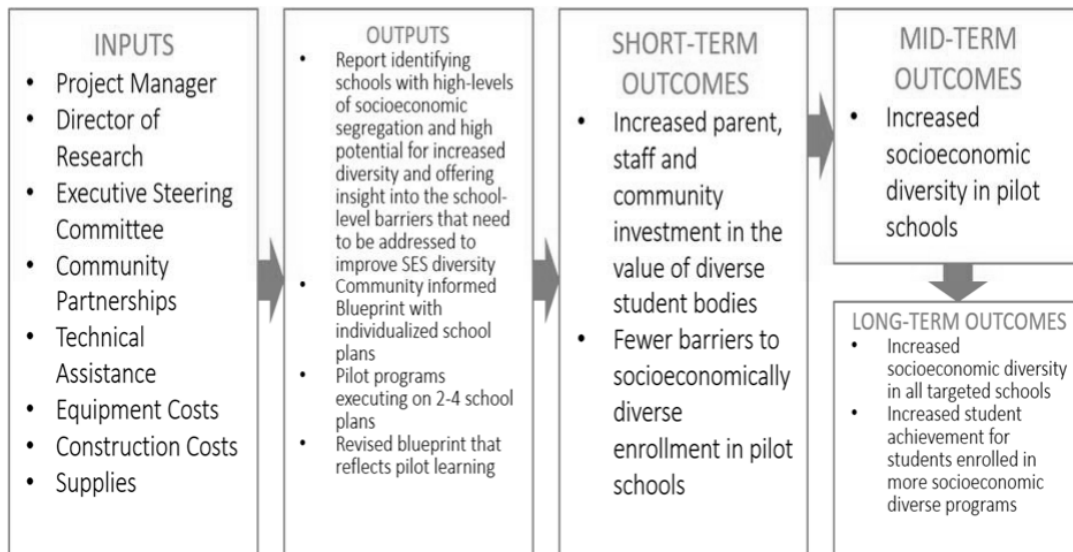 INPUTS
• Project Manager
• Director of
Research
• Executive Steering
Committee
• Community
Partnerships
• Technical
Assistance
• Equipment Costs
• Construction Costs
• Supplies
OUTPUTS
• Report identifying
schools with high-levels
of socioeconomic
segregation and high
potential for increased
diversity and offering
insight into the school-
level barriers that need
to be addressed to
improve SES diversity
• Community informed
Blueprint with
individualized school
plans
• Pilot programs
executing on 2-4 school
plans
• Revised blueprint that
reflects pilot learning
SHORT-TERM
OUTCOMES
• Increased parent,
staff and
community
investment in the
value of diverse
student bodies
• Fewer barriers to
socioeconomically
diverse
enrollment in pilot
schools
MID-TERM
OUTCOMES
• Increased
socioeconomic
diversity in pilot
schools
LONG-TERM OUTCOMES
• Increased
socioeconomic diversity
in all targeted schools
• Increased student
achievement for
students enrolled in
more socioeconomic
diverse programs